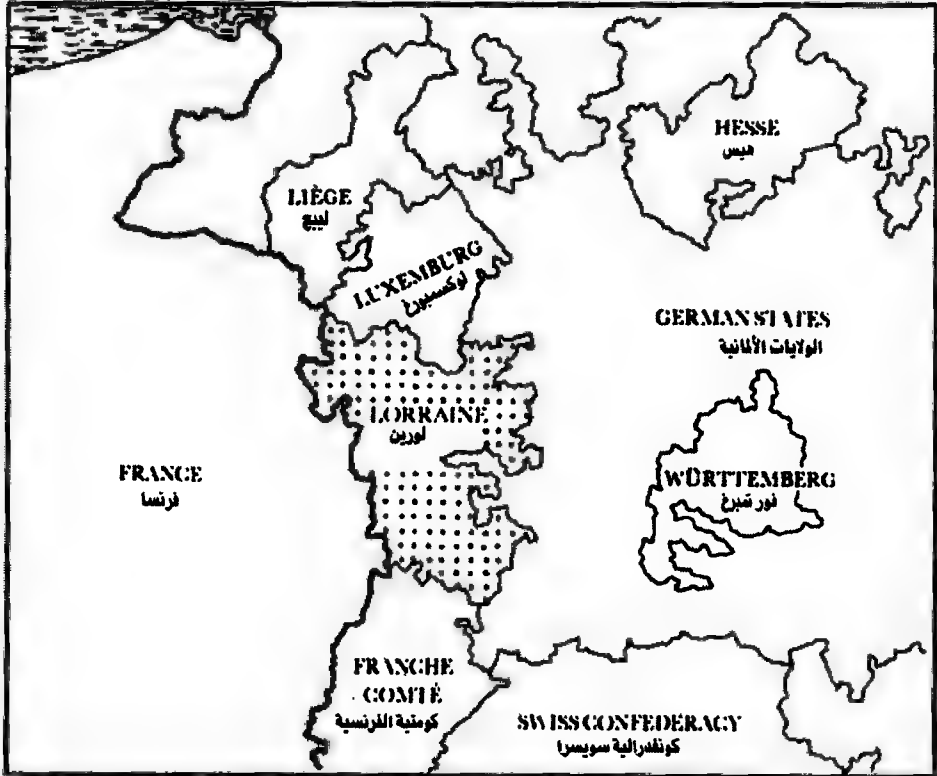 HESSE
هيس
LIÈGE
لييج
LUXEMBURG
لوكسمبورغ
GERMAN STATES
الولايات الألمانية
LORRAINE
لورين
FRANCE
فرنسا
WÜRTTEMBERG
فورتمبرغ
FRANCHE
COMTÉ
كومتية الفرنسية
SWISS CONFEDERACY
كونفدرالية سويسرا